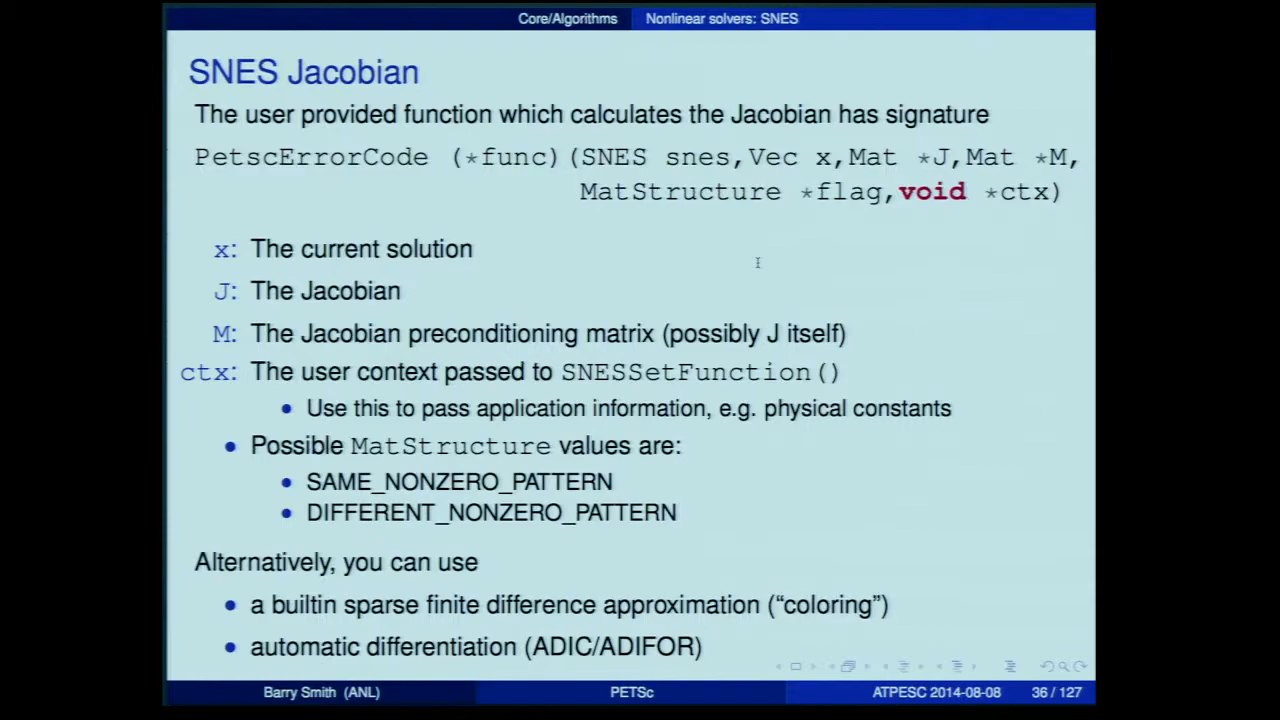 Core/Algorithms Nonlinear solvers: SNES
SNES Jacobian
The user provided function which calculates the Jacobian has signature
PetscErrorCode (*func)(SNES snes,Vec x,Mat *J,Mat *M,
MatStructure *flag,void *ctx)
x: The current solution
J: The Jacobian
M: The Jacobian preconditioning matrix (possibly J itself)
ctx: The user context passed to SNESSetFunction()
• Use this to pass application information, e.g. physical constants
• Possible MatStructure values are:
• SAME_NONZERO_PATTERN
• DIFFERENT_NONZERO_PATTERN
Alternatively, you can use
• a builtin sparse finite difference approximation (“coloring”)
• automatic differentiation (ADIC/ADIFOR)
Barry Smith (ANL) PETSc ATPESC 2014-08-08 36 / 127